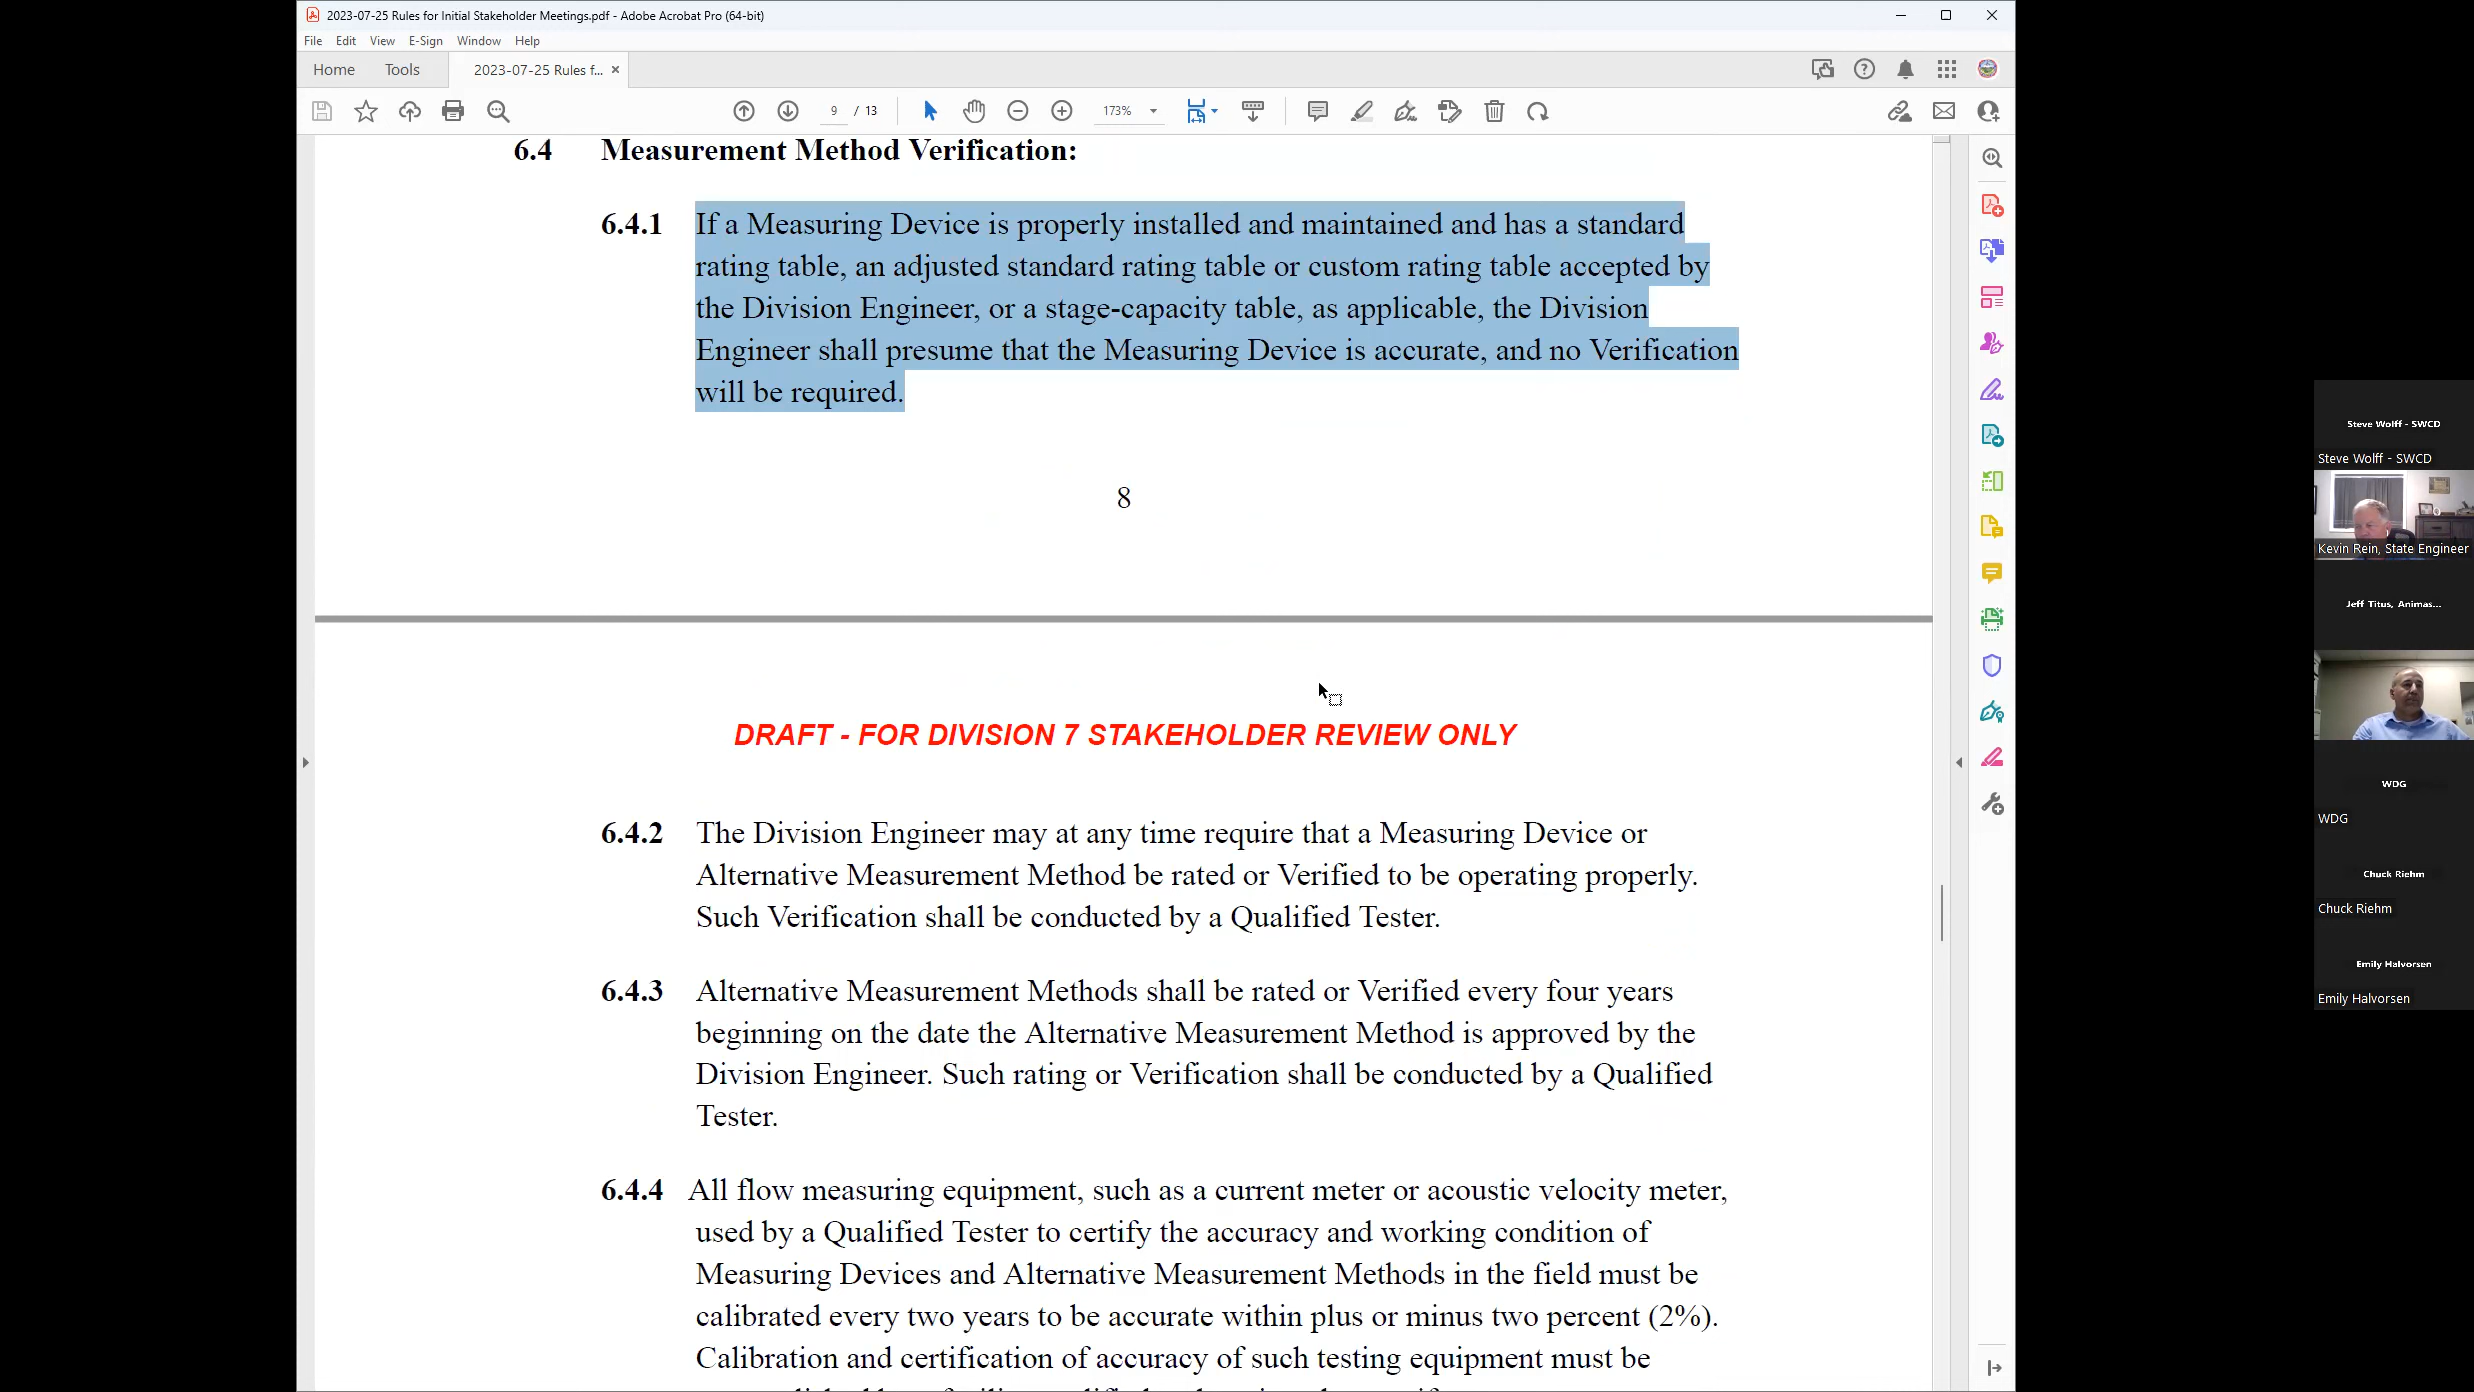 2023-07-25 Rules for Initial Stakeholder Meetings.pdf - Adobe Acrobat Pro (64-bit)
File Edit View E-Sign Window Help
Home Tools 2023-07-25 Rules f...
9 / 13 173%
6.4 Measurement Method Verification:
6.4.1 If a Measuring Device is properly installed and maintained and has a standard
rating table, an adjusted standard rating table or custom rating table accepted by
the Division Engineer, or a stage-capacity table, as applicable, the Division
Engineer shall presume that the Measuring Device is accurate, and no Verification
will be required.
8
DRAFT - FOR DIVISION 7 STAKEHOLDER REVIEW ONLY
6.4.2 The Division Engineer may at any time require that a Measuring Device or
Alternative Measurement Method be rated or Verified to be operating properly.
Such Verification shall be conducted by a Qualified Tester.
6.4.3 Alternative Measurement Methods shall be rated or Verified every four years
beginning on the date the Alternative Measurement Method is approved by the
Division Engineer. Such rating or Verification shall be conducted by a Qualified
Tester.
6.4.4 All flow measuring equipment, such as a current meter or acoustic velocity meter,
used by a Qualified Tester to certify the accuracy and working condition of
Measuring Devices and Alternative Measurement Methods in the field must be
calibrated every two years to be accurate within plus or minus two percent (2%).
Calibration and certification of accuracy of such testing equipment must be
Steve Wolff - SWCD
Steve Wolff - SWCD
Kevin Rein, State Engineer
Jeff Titus, Animas...
WDG
WDG
Chuck Riehm
Chuck Riehm
Emily Halvorsen
Emily Halvorsen